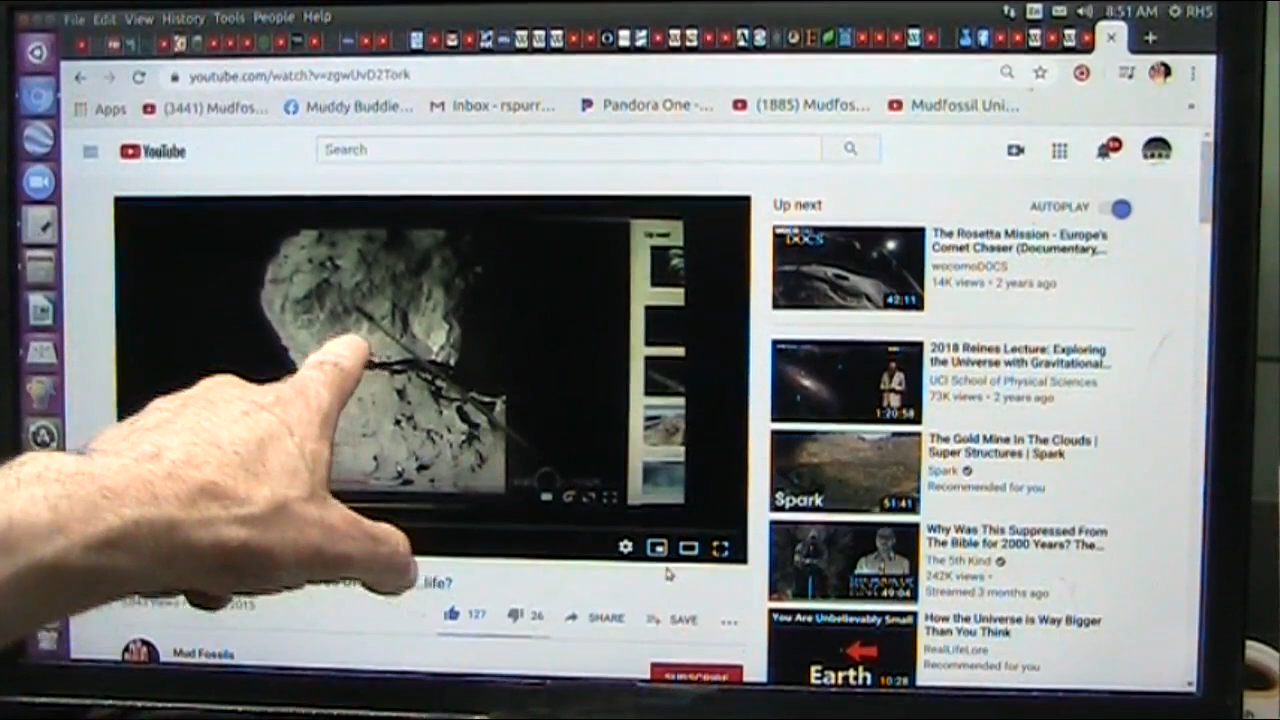 File Edit View History Tools People Help
8:51 AM RHS
youtube.com/watch?v=zgwUvD2Tork
Apps (3441) Mudfos... Muddy Buddie... Inbox - rspurr... Pandora One -... (1885) Mudfos... Mudfossil Uni...
YouTube Search
Up next AUTOPLAY
DOCS
42:11
The Rosetta Mission - Europe's
Comet Chaser (Documentary,...
wocomoDOCS
14K views • 2 years ago
1:20:58
2018 Reines Lecture: Exploring
the Universe with Gravitational...
UCI School of Physical Sciences
73K views • 2 years ago
Spark
51:41
The Gold Mine In The Clouds |
Super Structures | Spark
Spark
Recommended for you
49:04
Why Was This Suppressed From
The Bible for 2000 Years? The...
The 5th Kind
242K views •
Streamed 3 months ago
You Are Unbelievably Small
Earth
10:28
How the Universe is Way Bigger
Than You Think
RealLifeLore
Recommended for you
life?
2015
127 26 SHARE SAVE
Mud Fossils
SUBSCRIBE